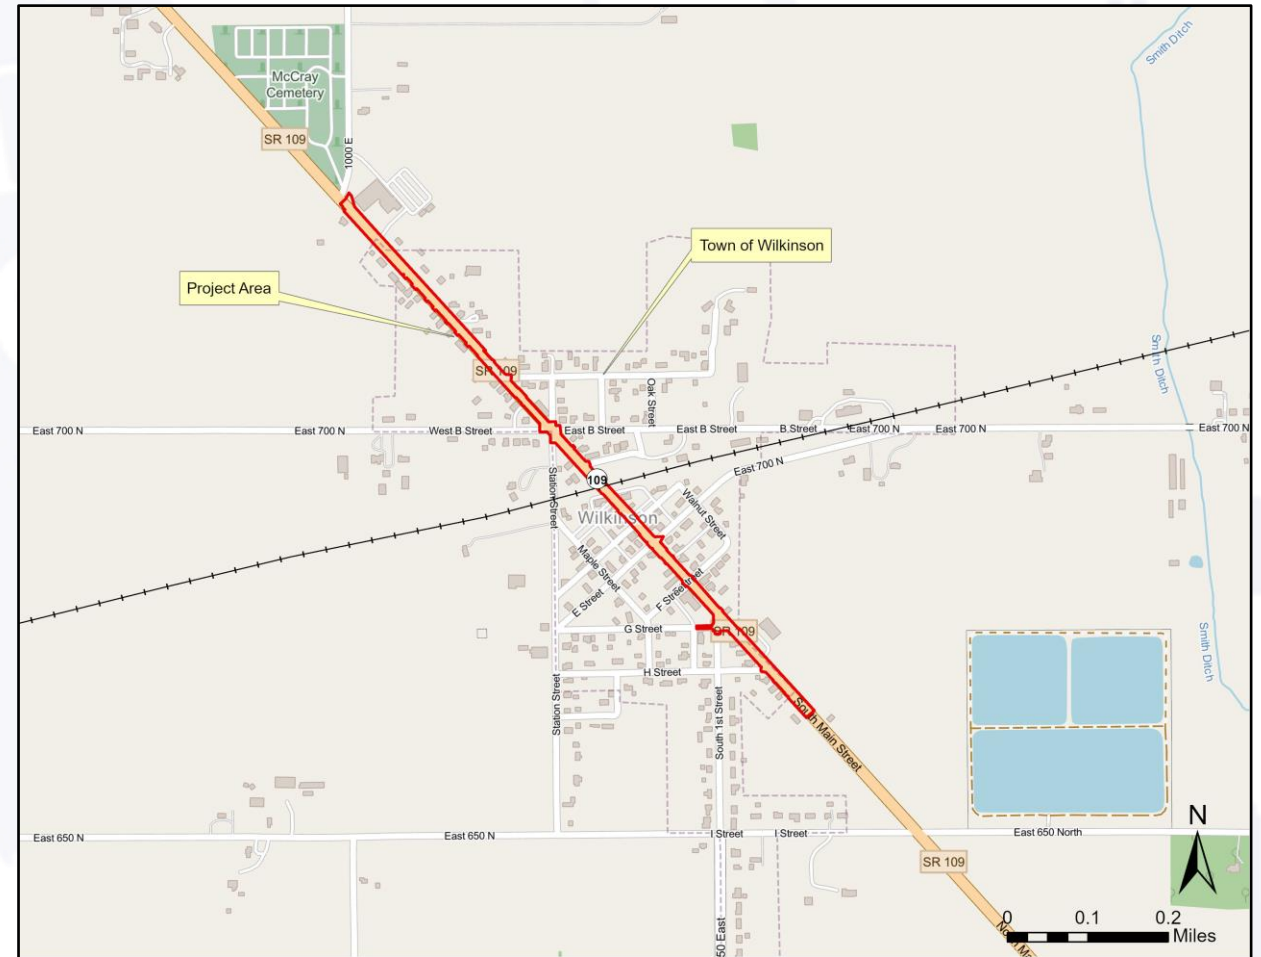 Smith Ditch
McCray
Cemetery
SR 109
1000 E
Town of Wilkinson
Project Area
SR 109
Smith Ditch
Oak Street
East 700 N
East 700 N
West B Street
East B Street
East B Street
B Street
East 700 N
East 700 N
East 700 N
East 700 N
109
Station Street
Walnut Street
Wilkinson
Maple Street
E Street
F Street
Street
G Street
SR 109
Smith Ditch
H Street
Station Street
South 1st Street
South Main Street
East 650 N
East 650 N
I Street
I Street
East 650 North
N
SR 109
0 0.1 0.2
Miles
50 East